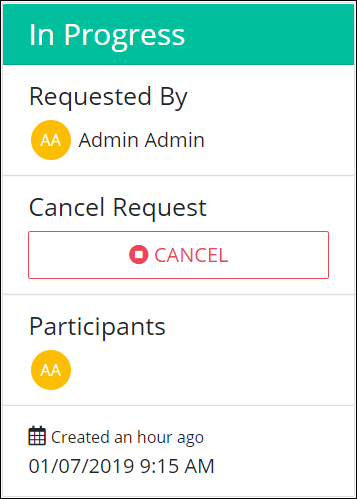 In Progress
Requested By
AA Admin Admin
Cancel Request
CANCEL
Participants
AA
Created an hour ago
01/07/2019 9:15 AM